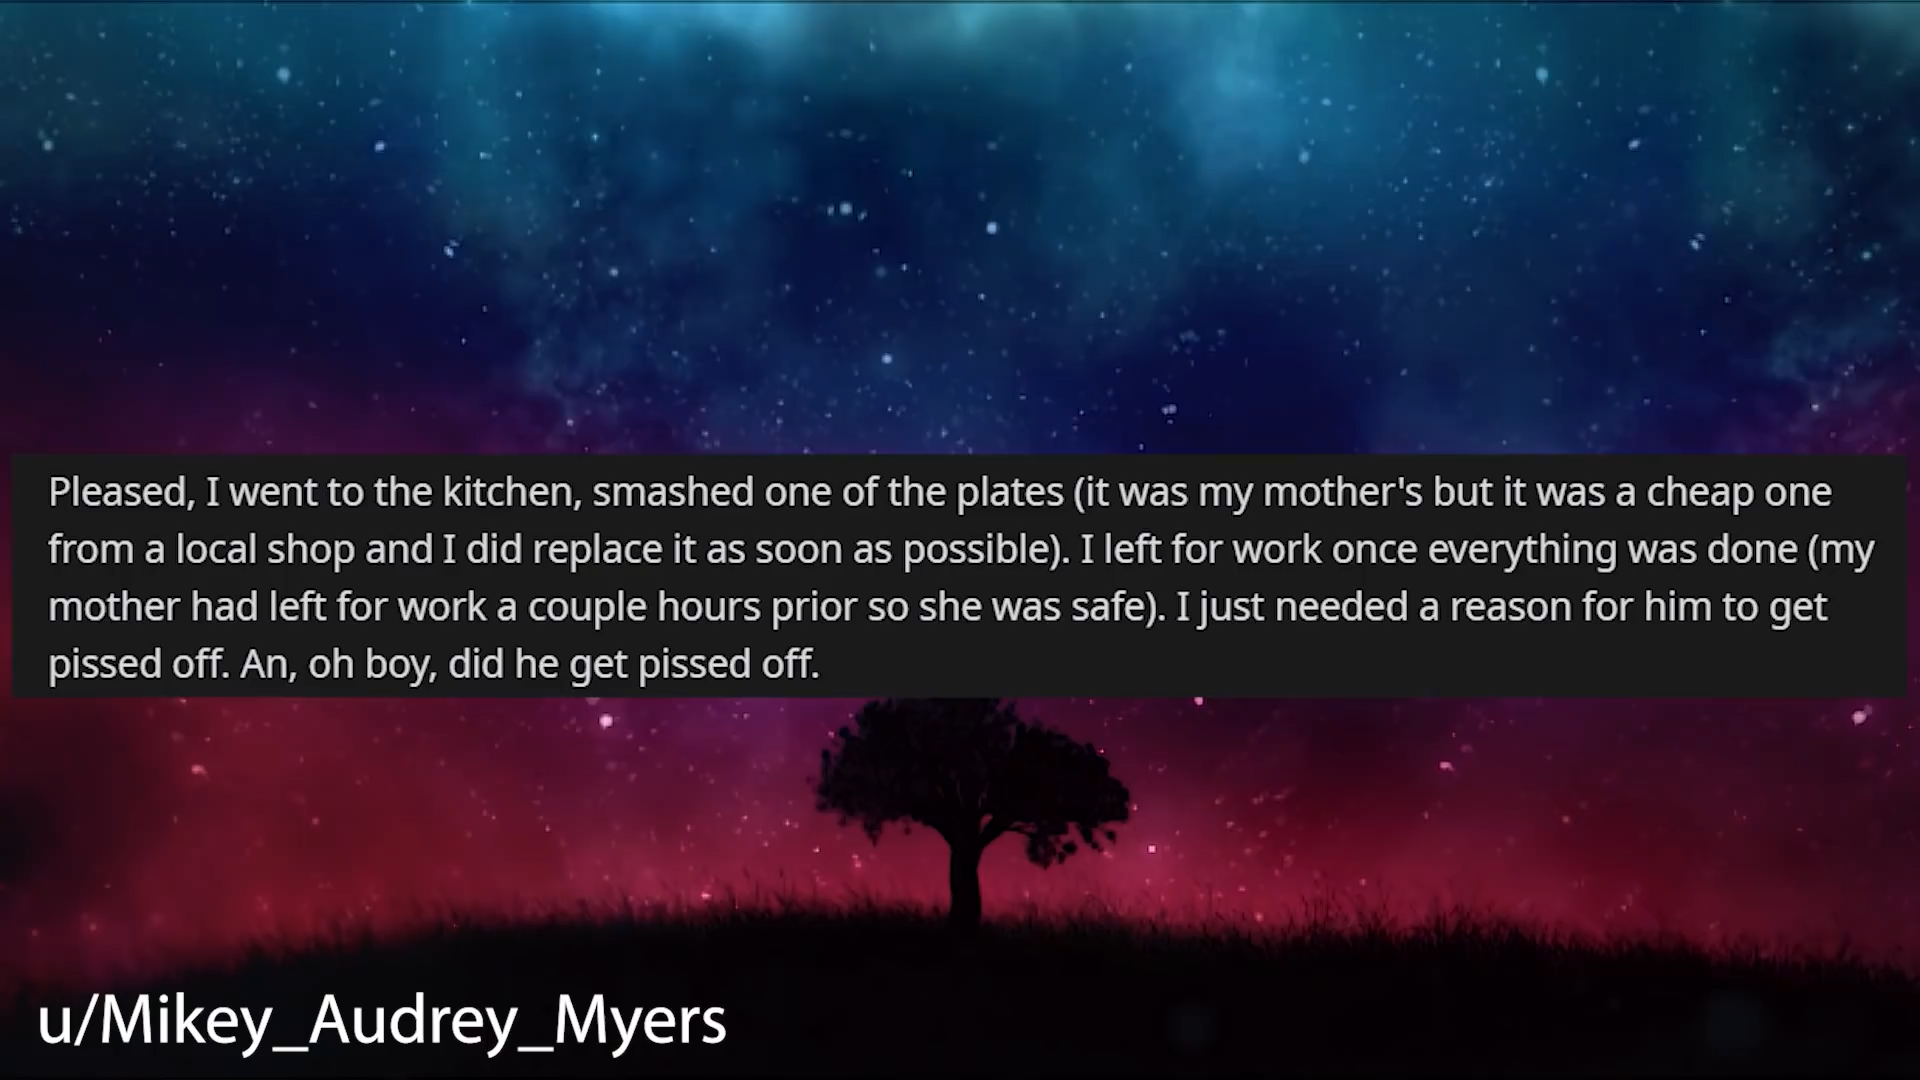 Pleased, I went to the kitchen, smashed one of the plates (it was my mother's but it was a cheap one
from a local shop and I did replace it as soon as possible). I left for work once everything was done (my
mother had left for work a couple hours prior so she was safe). I just needed a reason for him to get
pissed off. An, oh boy, did he get pissed off.
u/Mikey_Audrey_Myers